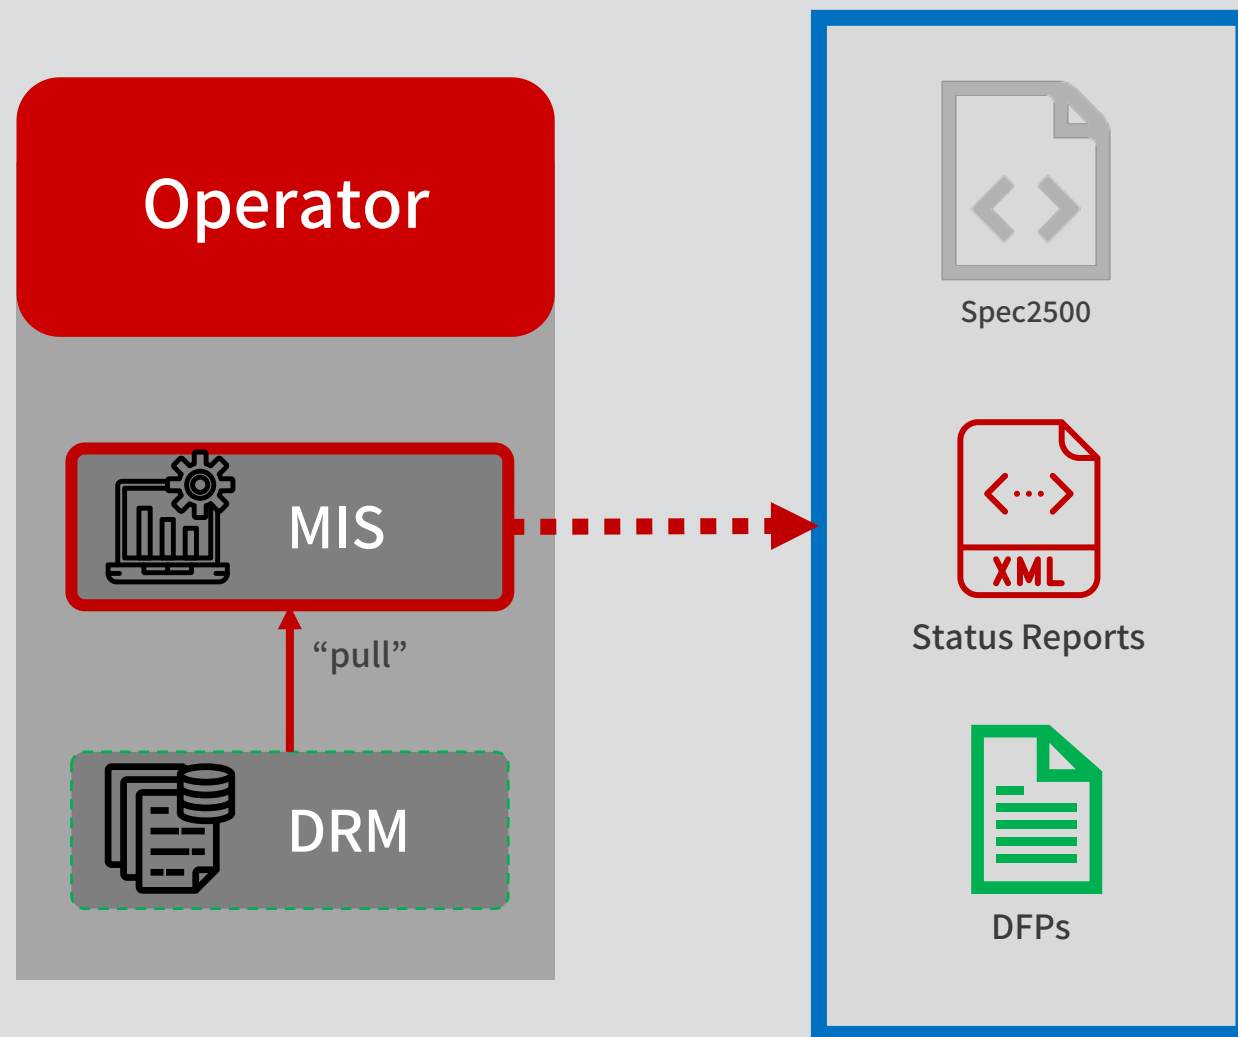 Operator
MIS
“pull”
DRM
Spec2500
XML
Status Reports
DFPs